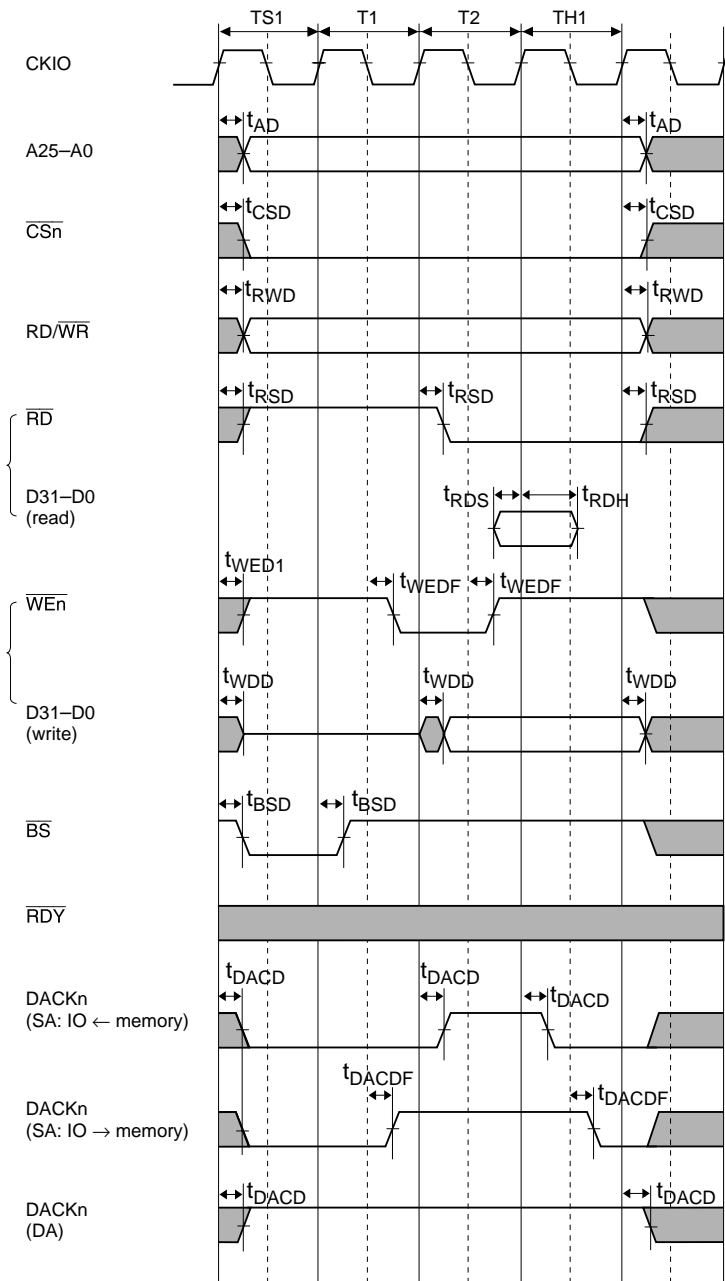 TS1 T1 T2 TH1
CKIO
tAD tAD
A25–A0
tCSD tCSD
CSn
tRWD tRWD
RD/WR
tRSD tRSD tRSD
RD
D31–D0
(read)
tRDS tRDH
tWED1
tWEDF tWEDF
WEn
tWDD tWDD tWDD
D31–D0
(write)
tBSD tBSD
BS
RDY
tDACD tDACD tDACD
DACKn
(SA: IO ← memory)
tDACDF tDACDF
DACKn
(SA: IO → memory)
tDACD tDACD
DACKn
(DA)